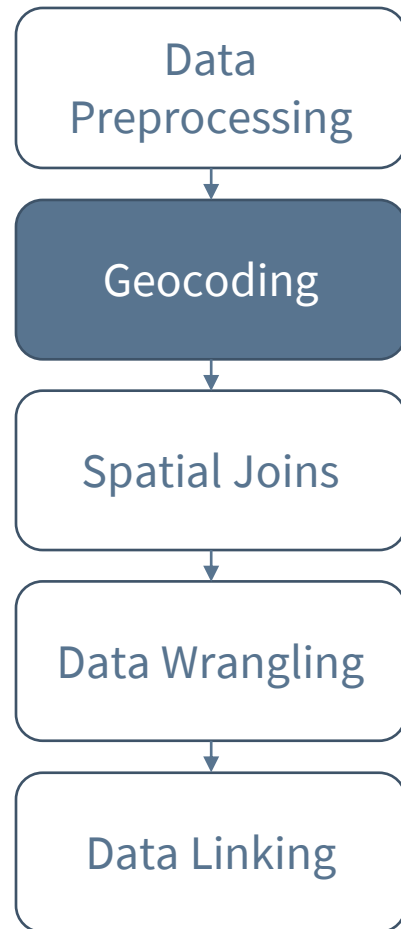 Data
Preprocessing
Geocoding
Spatial Joins
Data Wrangling
Data Linking